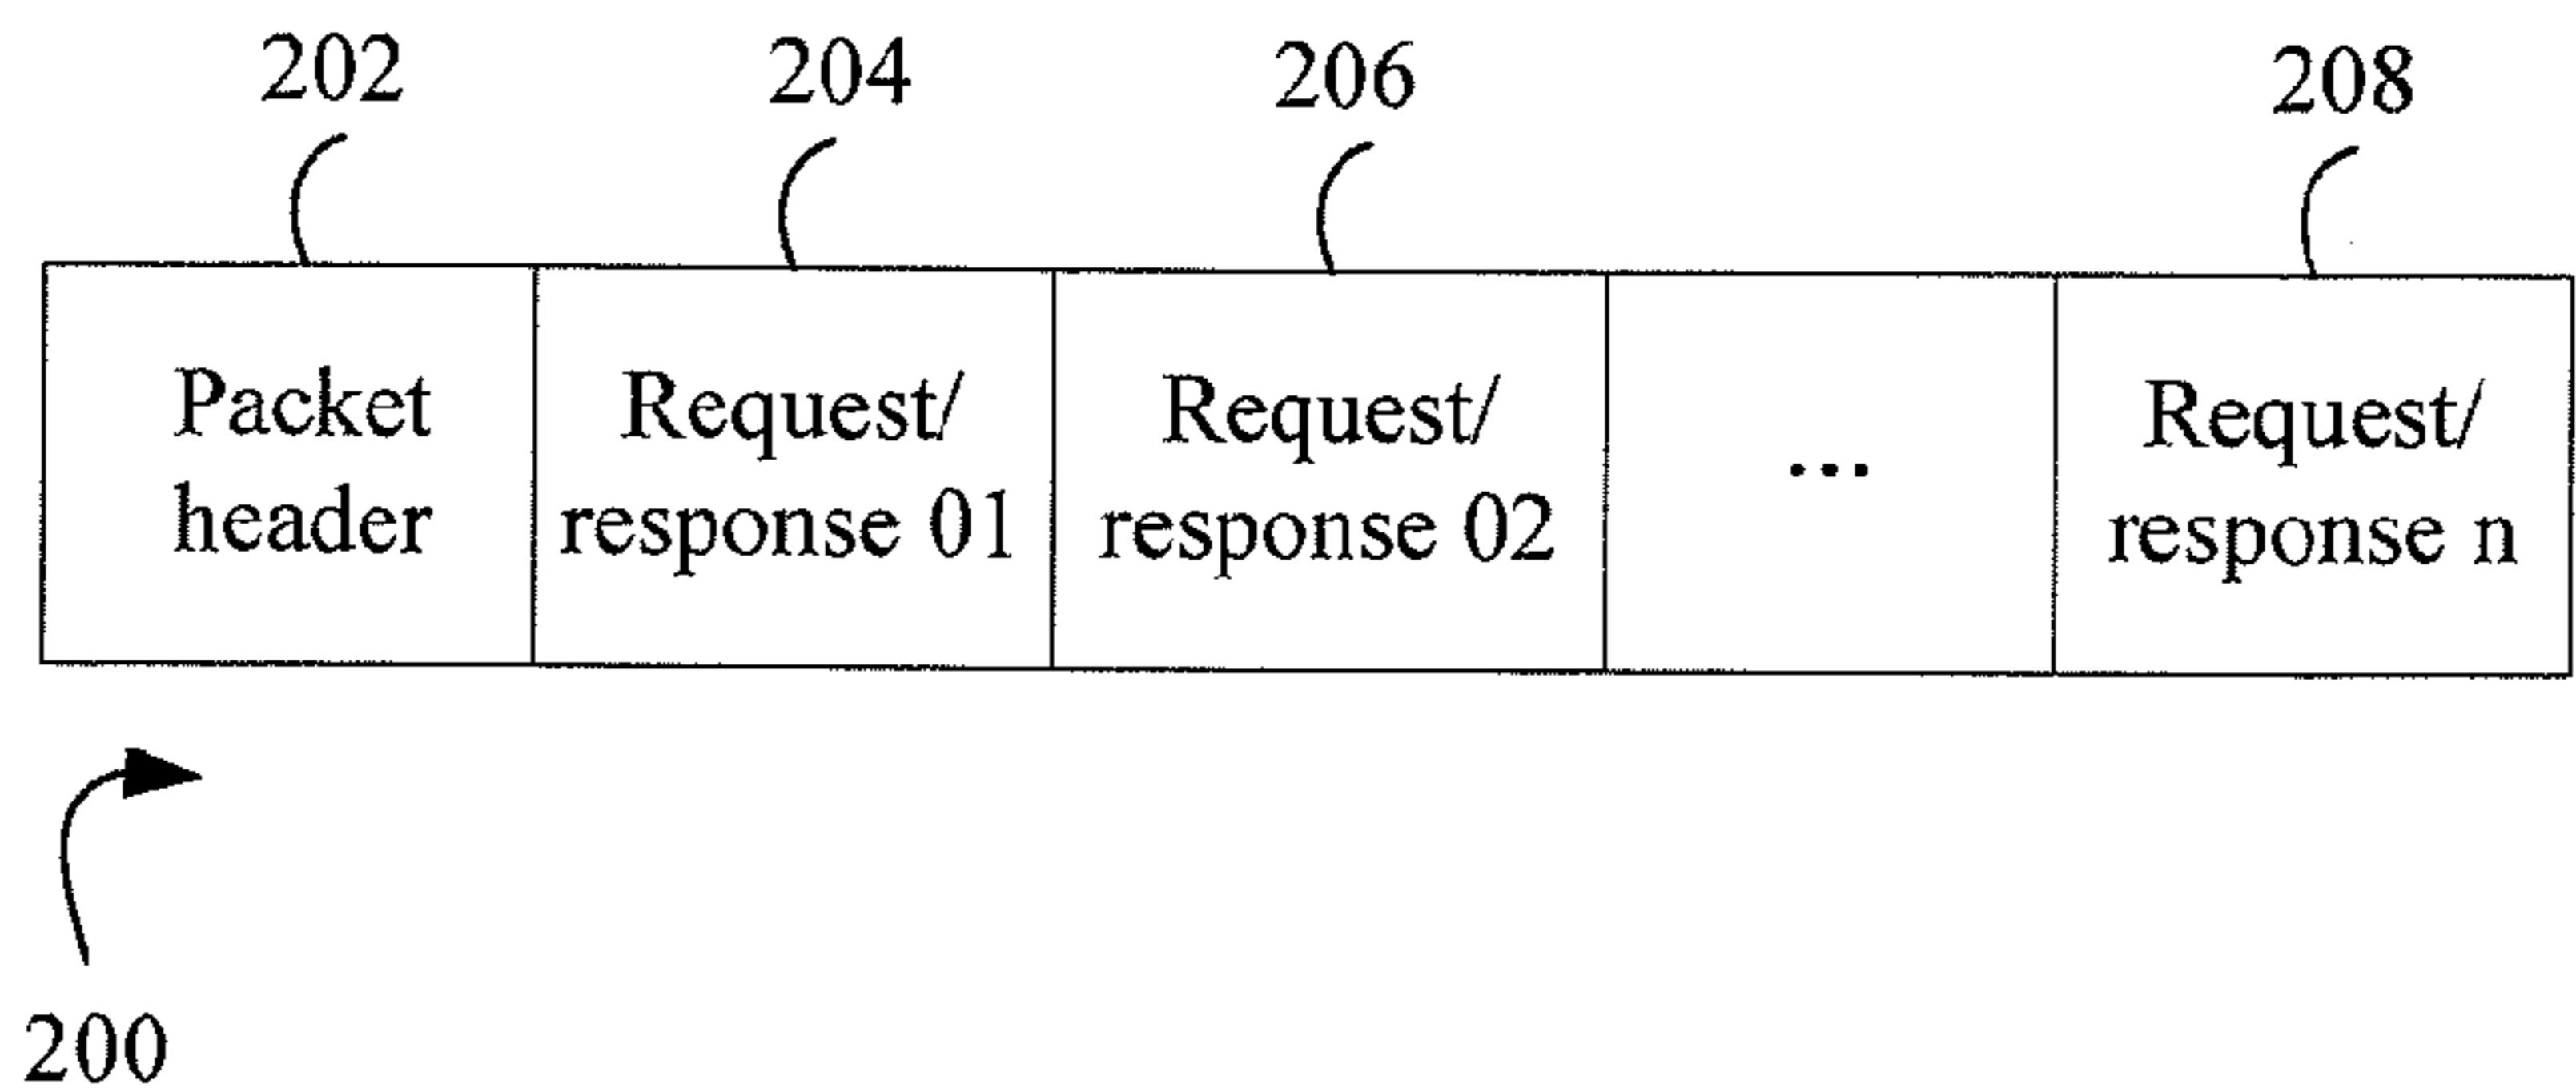 202 204 206 208
Packet header
Request/ response 01
Request/ response 02
...
Request/ response n
200